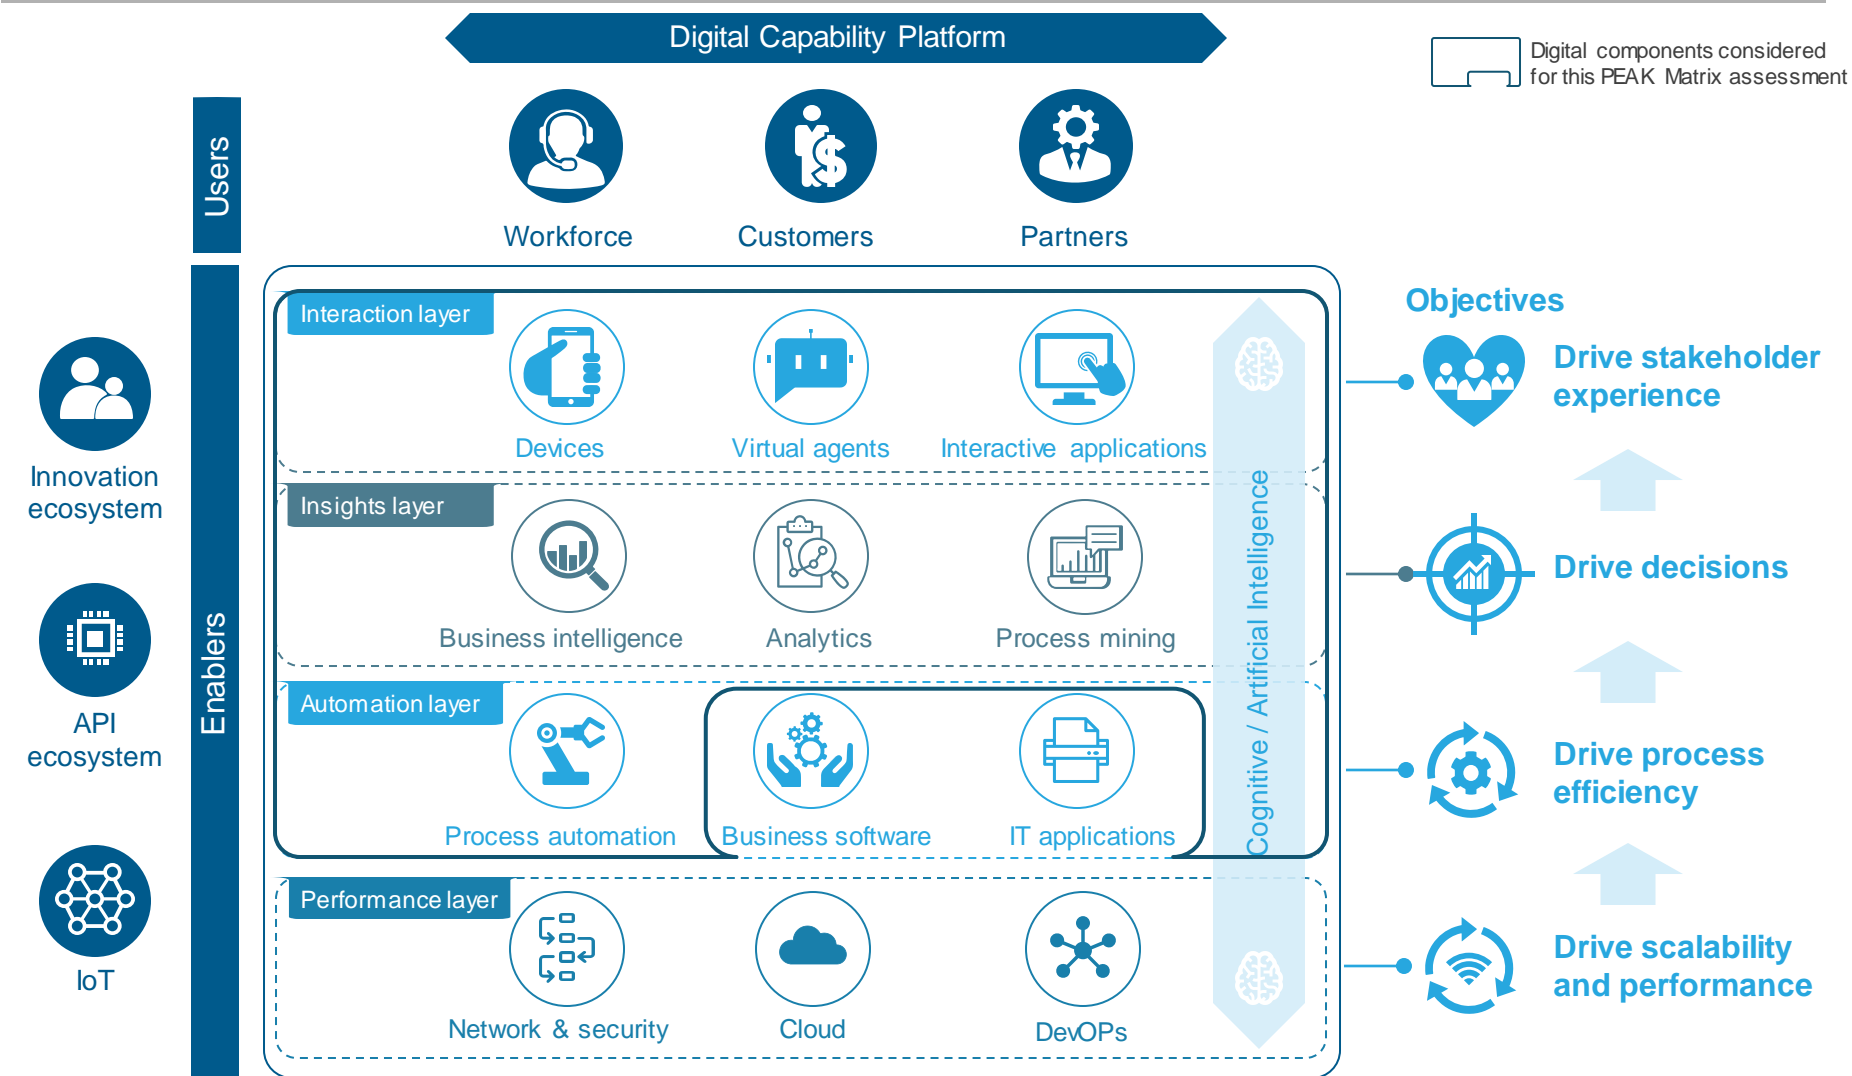 Digital Capability Platform
Digital components considered
for this PEAK Matrix assessment
Users
Workforce
Customers
Partners
Enablers
Innovation
ecosystem
API
ecosystem
IoT
Interaction layer
Devices
Virtual agents
Interactive applications
Insights layer
Business intelligence
Analytics
Process mining
Automation layer
Process automation
Business software
IT applications
Performance layer
Network & security
Cloud
DevOPs
Cognitive / Artificial Intelligence
Objectives
Drive stakeholder
experience
Drive decisions
Drive process
efficiency
Drive scalability
and performance